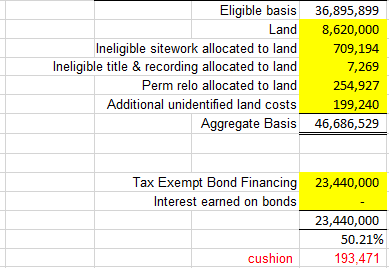 Eligible basis 36,895,899
Land 8,620,000
Ineligible sitework allocated to land 709,194
Ineligible title & recording allocated to land 7,269
Perm relo allocated to land 254,927
Additional unidentified land costs 199,240
Aggregate Basis 46,686,529
Tax Exempt Bond Financing 23,440,000
Interest earned on bonds -
23,440,000
50.21%
cushion 193,471